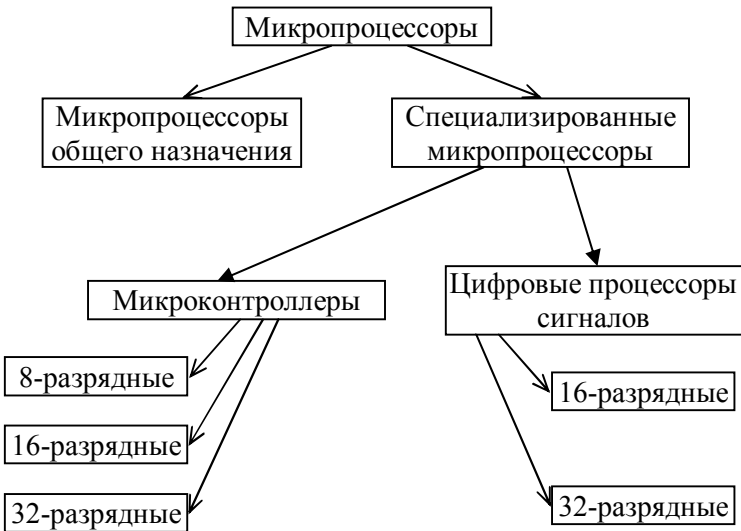 Микропроцессоры
Микропроцессоры
общего назначения
Специализированные
микропроцессоры
Микроконтроллеры
Цифровые процессоры
сигналов
8-разрядные
16-разрядные
16-разрядные
32-разрядные
32-разрядные